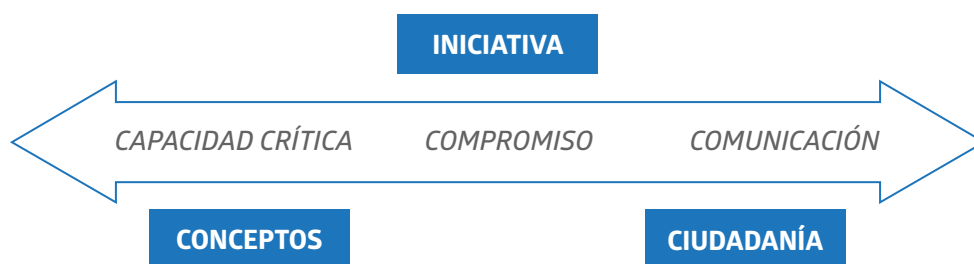 INICIATIVA
CAPACIDAD CRÍTICA COMPROMISO COMUNICACIÓN
CONCEPTOS CIUDADANÍA